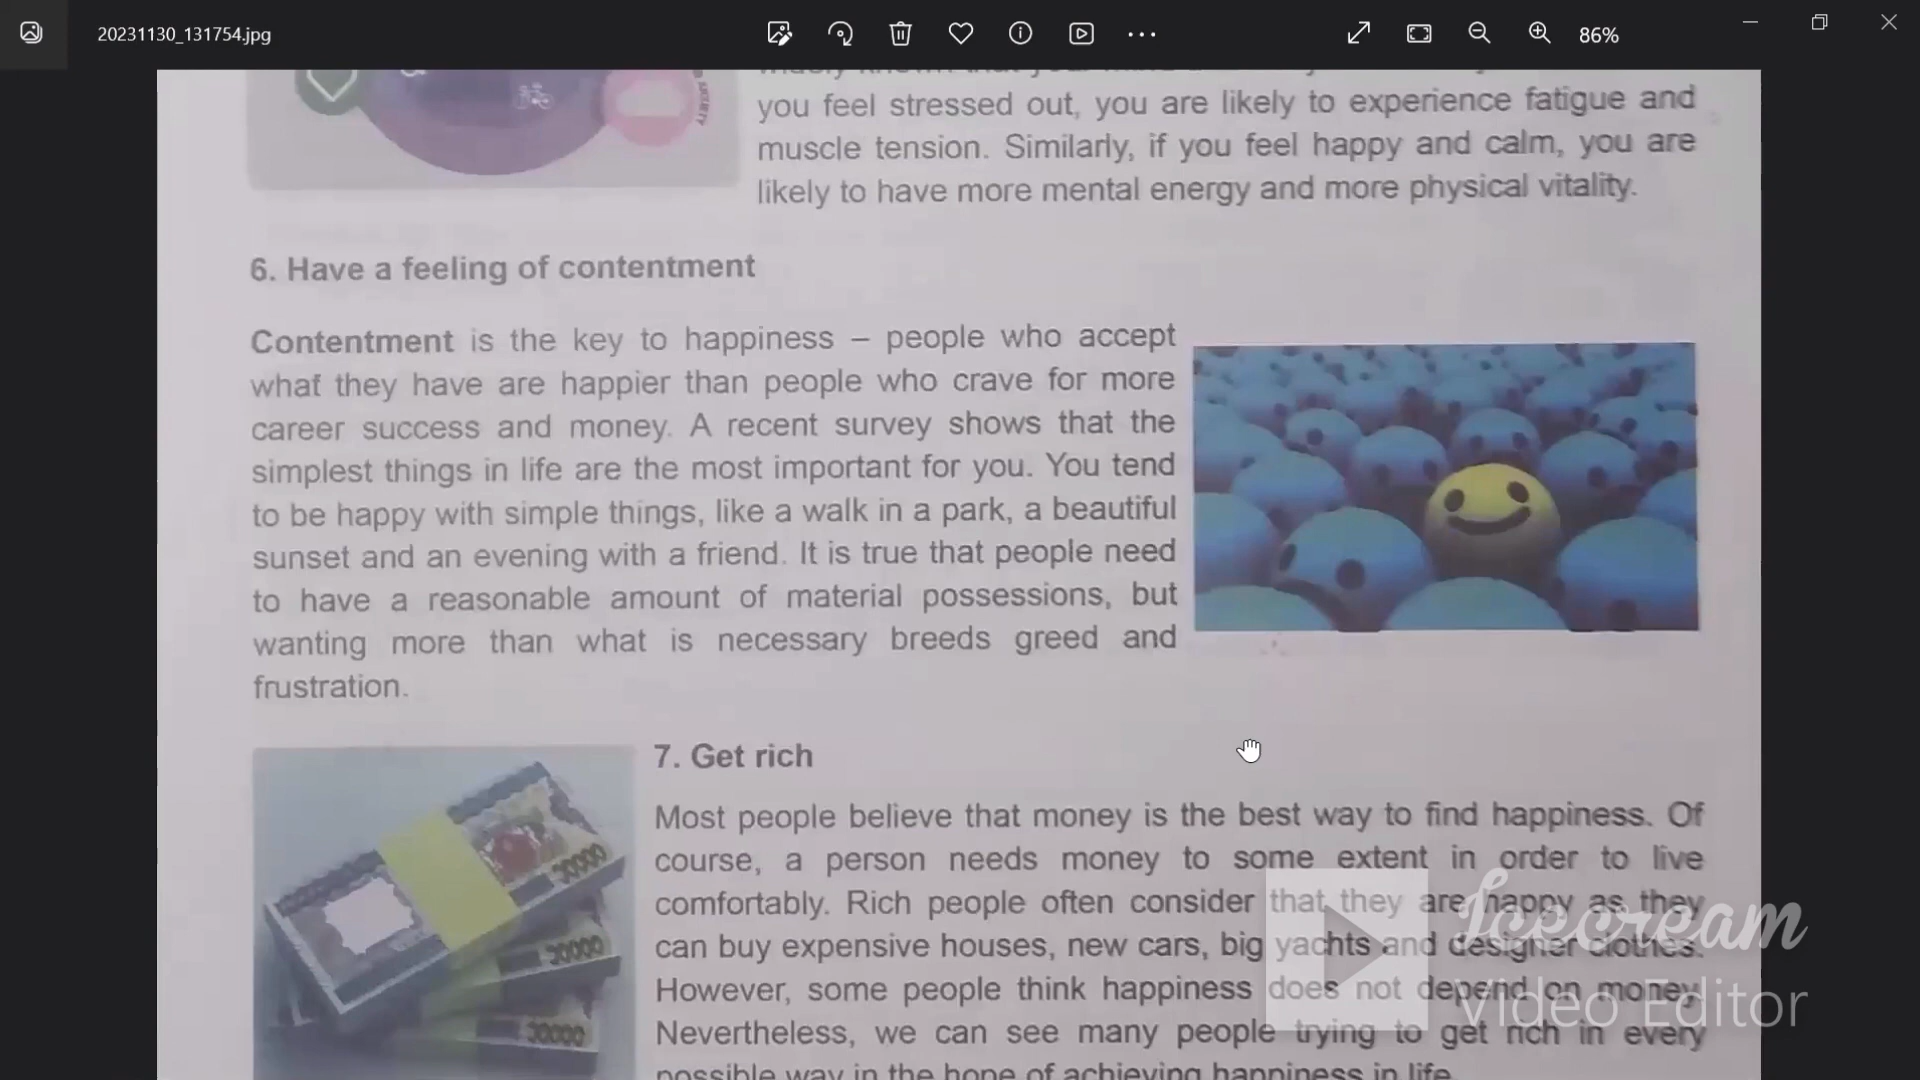 20231130_131754.jpg
86%
you feel stressed out, you are likely to experience fatigue and
muscle tension. Similarly, if you feel happy and calm, you are
likely to have more mental energy and more physical vitality.
6. Have a feeling of contentment
Contentment is the key to happiness – people who accept
what they have are happier than people who crave for more
career success and money. A recent survey shows that the
simplest things in life are the most important for you. You tend
to be happy with simple things, like a walk in a park, a beautiful
sunset and an evening with a friend. It is true that people need
to have a reasonable amount of material possessions, but
wanting more than what is necessary breeds greed and
frustration.
7. Get rich
Most people believe that money is the best way to find happiness. Of
course, a person needs money to some extent in order to live
comfortably. Rich people often consider that they are happy as they
can buy expensive houses, new cars, big yachts and designer clothes.
However, some people think happiness does not depend on money.
Nevertheless, we can see many people trying to get rich in every
possible way in the hope of achieving happiness in life.
Icecream
Video Editor